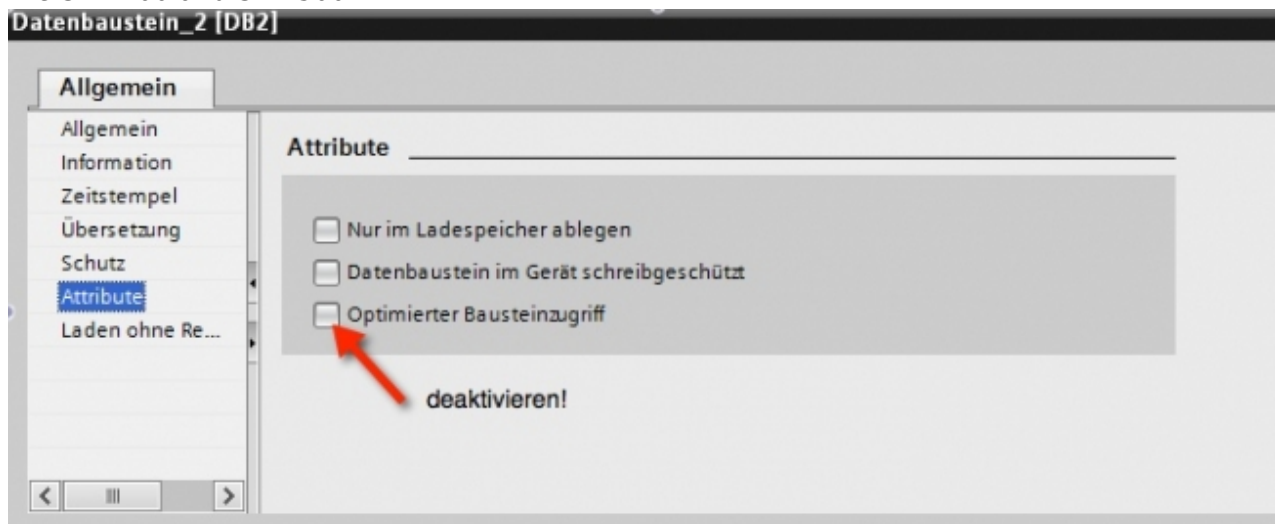 Datenbaustein_2 [DB2]
Allgemein
Allgemein
Information
Zeitstempel
Übersetzung
Schutz
Attribute
Laden ohne Re...
Attribute
Nur im Ladespeicher ablegen
Datenbaustein im Gerät schreibgeschützt
Optimierter Bausteinzugriff
deaktivieren!